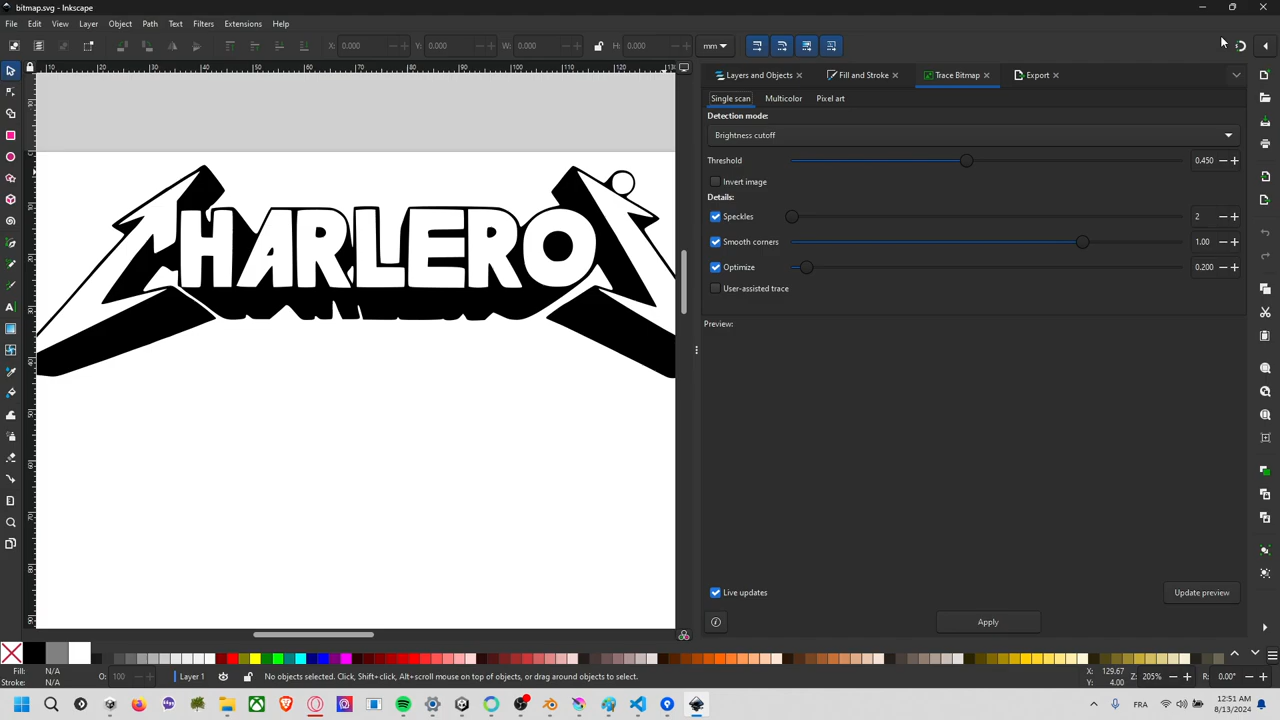 bitmap.svg - Inkscape
File Edit View Layer Object Path Text Filters Extensions Help
X: 0.000 Y: 0.000 W: 0.000 H: 0.000 mm
Layers and Objects Fill and Stroke Trace Bitmap Export
Single scan Multicolor Pixel art
Detection mode:
Brightness cutoff
Threshold 0.450
Invert image
Details:
Speckles 2
Smooth corners 1.00
Optimize 0.200
User-assisted trace
Preview:
CHARLEROI
Live updates Update preview
Apply
Fill: N/A
Stroke: N/A
O: 100 Layer 1 No objects selected. Click, Shift+click, Alt+scroll mouse on top of objects, or drag around objects to select.
X: 129.67
Y: 4.00
Z: 205% R: 0.00°
FRA 12:51 AM
8/13/2024